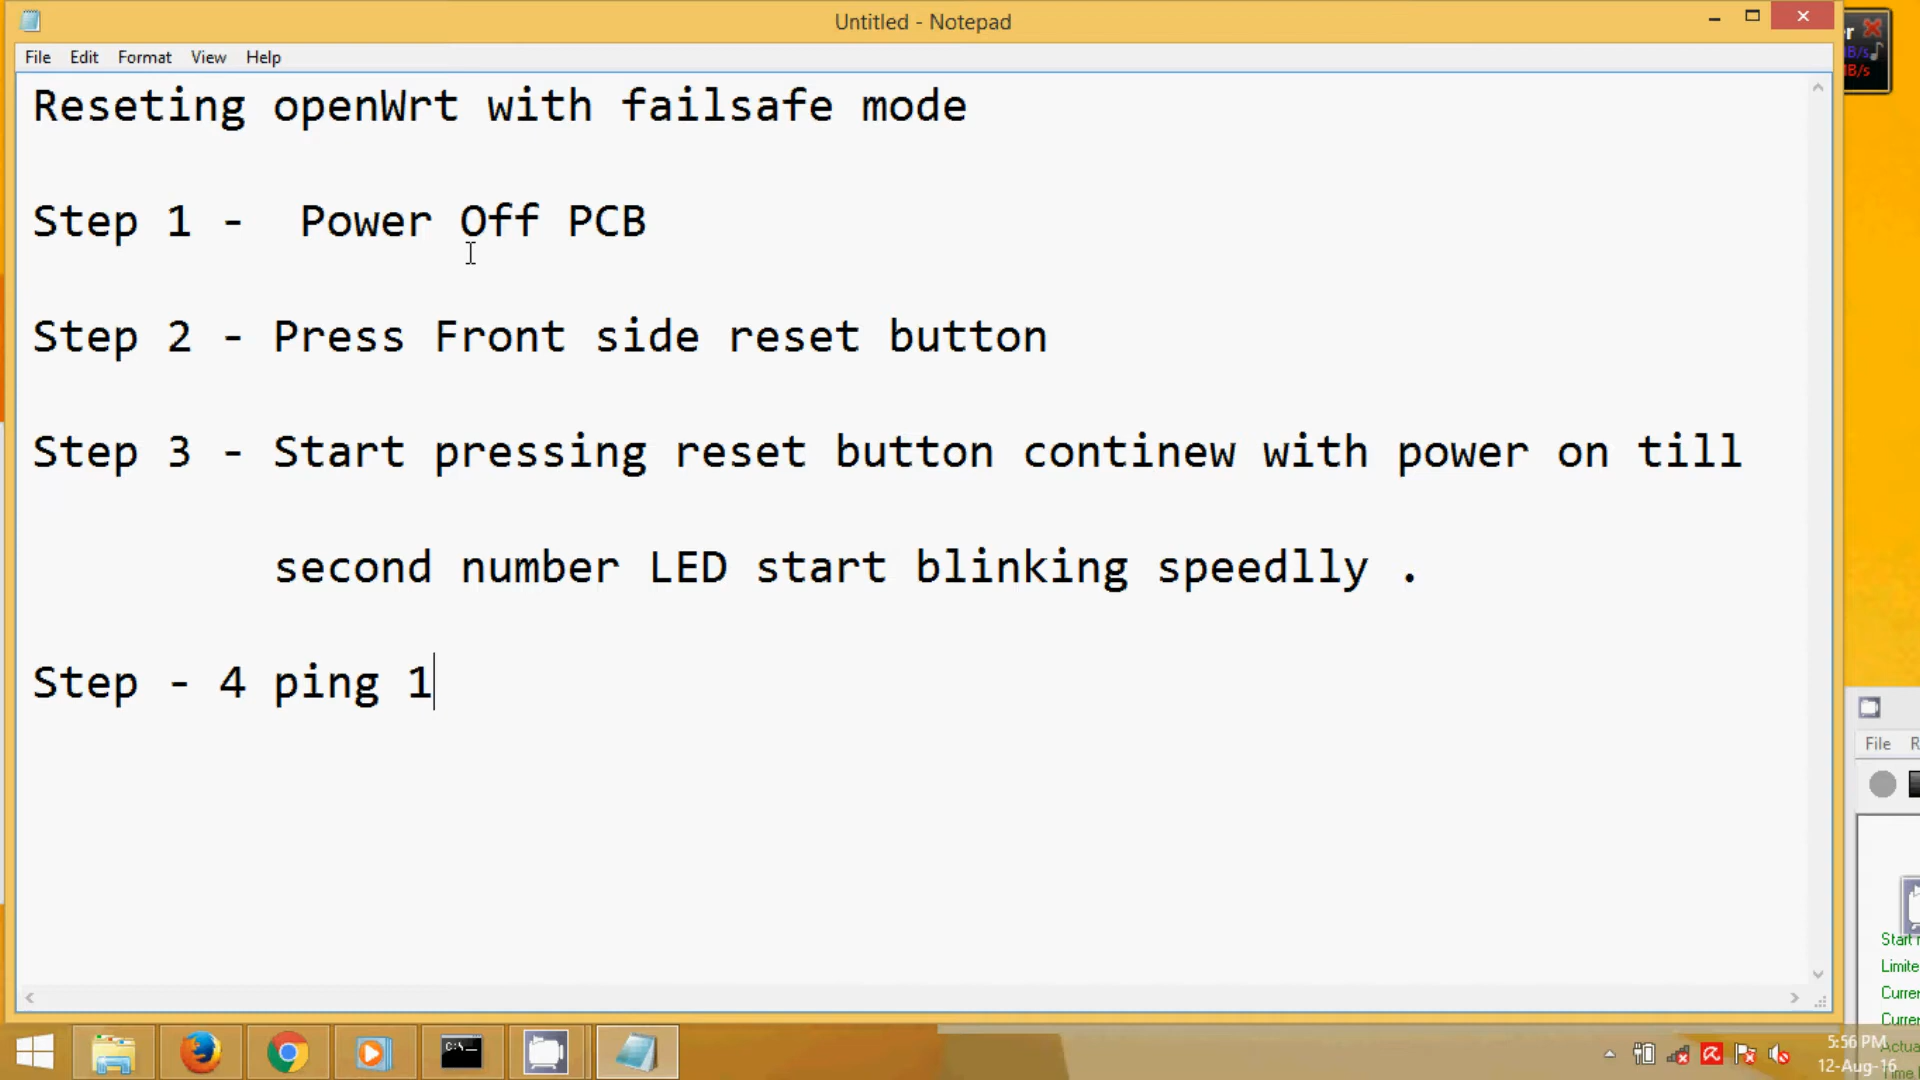 Untitled - Notepad
File Edit Format View Help
Reseting openWrt with failsafe mode
Step 1 -  Power Off PCB
Step 2 - Press Front side reset button
Step 3 - Start pressing reset button continew with power on till
second number LED start blinking speedlly .
Step - 4 ping 1
File
Start
5:56 PM
12-Aug-16